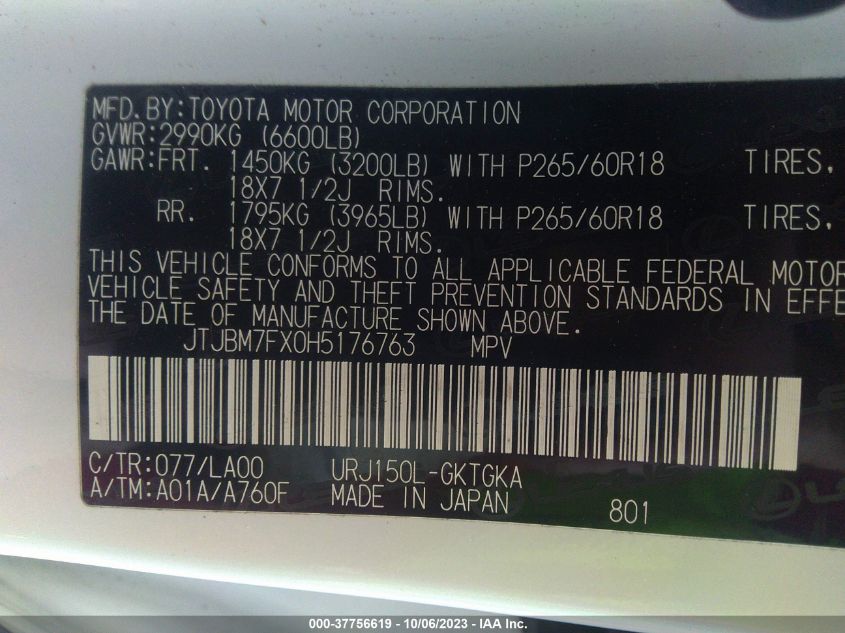 MFD.BY:TOYOTA MOTOR CORPORATION
GVWR:2990KG (6600LB)
GAWR:FRT. 1450KG (3200LB) WITH P265/60R18 TIRES,
18X7 1/2J RIMS.
RR. 1795KG (3965LB) WITH P265/60R18 TIRES,
18X7 1/2J RIMS.
THIS VEHICLE CONFORMS TO ALL APPLICABLE FEDERAL MOTOR
VEHICLE SAFETY AND THEFT PREVENTION STANDARDS IN EFFE
THE DATE OF MANUFACTURE SHOWN ABOVE.
JTJBM7FX0H5176763 MPV
C/TR:077/LA00 URJ150L-GKTGKA
A/TM:A01A/A760F MADE IN JAPAN 801
000-37756619 - 10/06/2023 - IAA Inc.